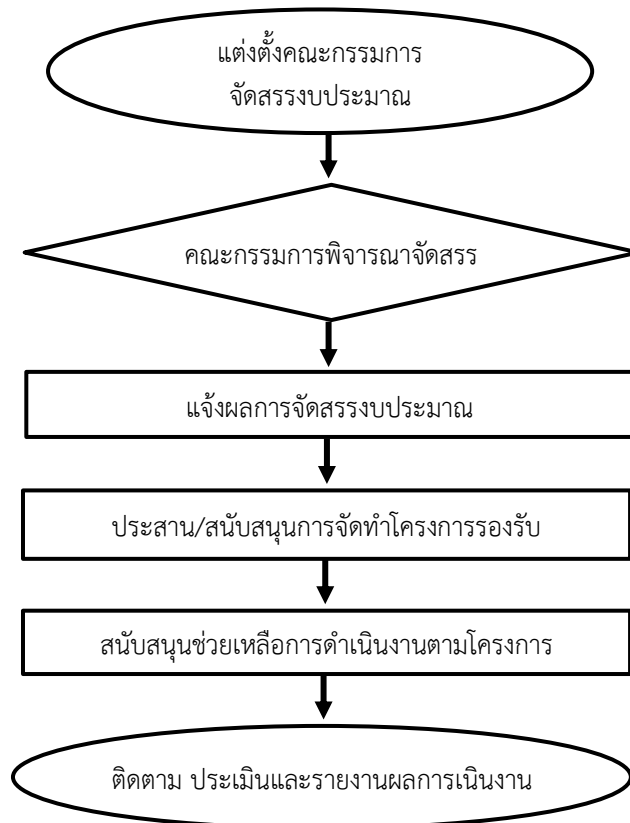 แต่งตั้งคณะกรรมการ
จัดสรรงบประมาณ
คณะกรรมการพิจารณาจัดสรร
แจ้งผลการจัดสรรงบประมาณ
ประสาน/สนับสนุนการจัดทำโครงการรองรับ
สนับสนุนช่วยเหลือการดำเนินงานตามโครงการ
ติดตาม ประเมินและรายงานผลการเนินงาน